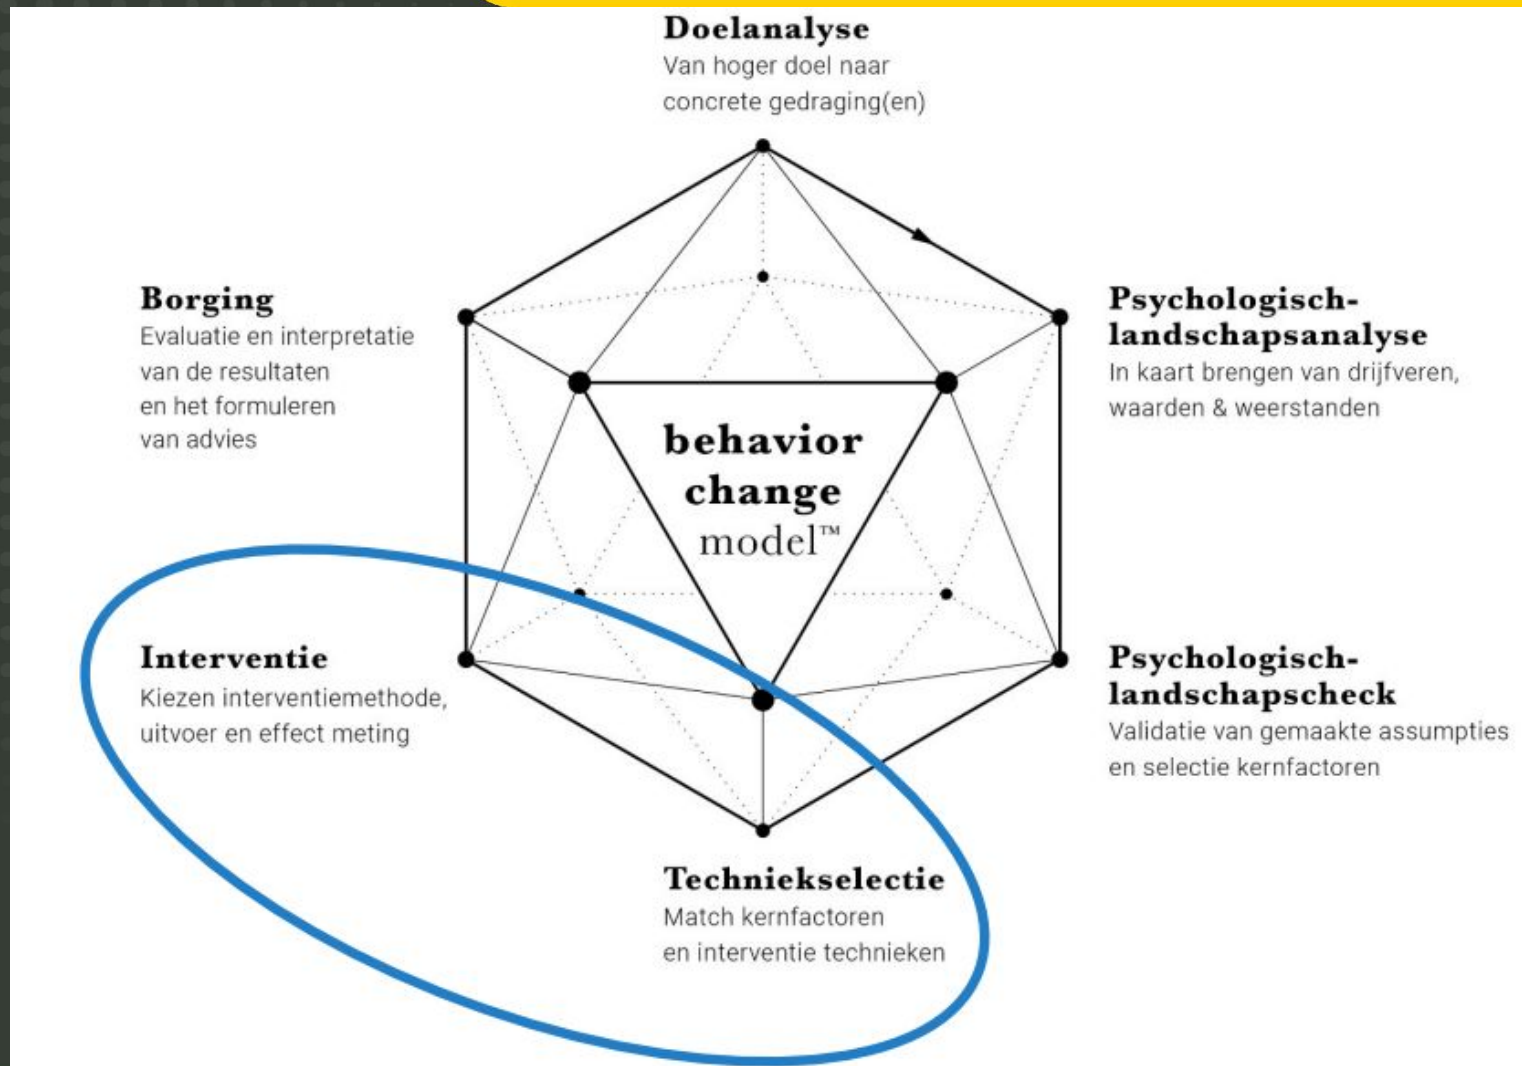 Doelanalyse
Van hoger doel naar
concrete gedraging(en)
Psychologisch-
landschapsanalyse
In kaart brengen van drijfveren,
waarden & weerstanden
Psychologisch-
landschapscheck
Validatie van gemaakte assumpties
en selectie kernfactoren
Techniekselectie
Match kernfactoren
en interventie technieken
Interventie
Kiezen interventiemethode,
uitvoer en effect meting
Borging
Evaluatie en interpretatie
van de resultaten
en het formuleren
van advies
behavior
change
model™